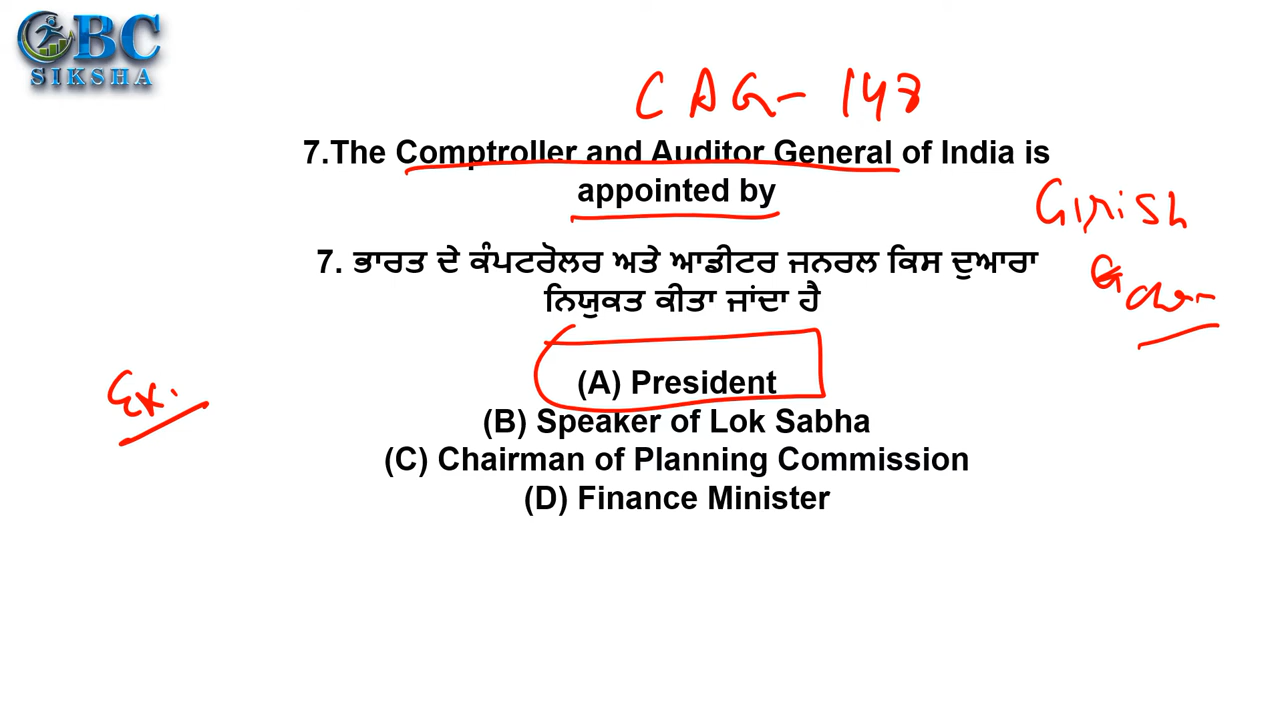 OBC
SIKSHA
CAG- 148
7.The Comptroller and Auditor General of India is
appointed by
Girish
7. ਭਾਰਤ ਦੇ ਕੰਪਟਰੋਲਰ ਅਤੇ ਆਡੀਟਰ ਜਨਰਲ ਕਿਸ ਦੁਆਰਾ
ਨਿਯੁਕਤ ਕੀਤਾ ਜਾਂਦਾ ਹੈ
(A) President
Ex.
(B) Speaker of Lok Sabha
(C) Chairman of Planning Commission
(D) Finance Minister